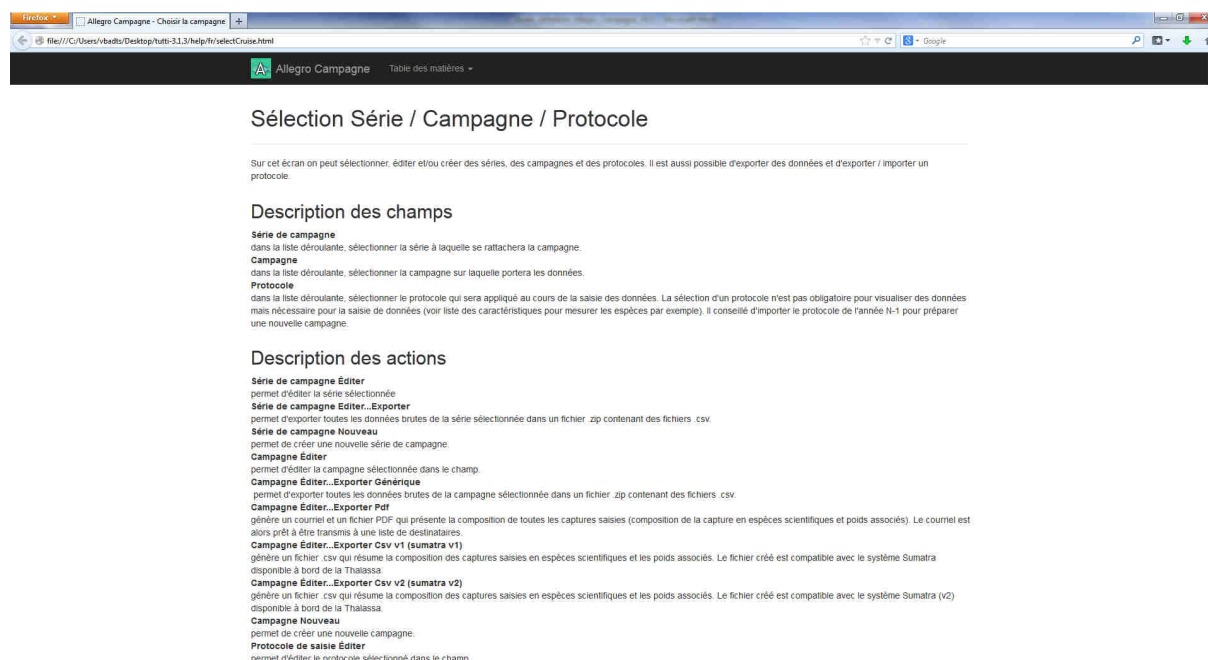 Firefox
Allegro Campagne - Choisir la campagne
+
file:///C:/Users/vbadts/Desktop/tutti-3.1.3/help/fr/selectCruise.html
Google
Allegro Campagne
Table des matières
Sélection Série / Campagne / Protocole
Sur cet écran on peut sélectionner, éditer et/ou créer des séries, des campagnes et des protocoles. Il est aussi possible d'exporter des données et d'exporter / importer un
protocole.
Description des champs
Série de campagne
dans la liste déroulante, sélectionner la série à laquelle se rattachera la campagne.
Campagne
dans la liste déroulante, sélectionner la campagne sur laquelle portera les données.
Protocole
dans la liste déroulante, sélectionner le protocole qui sera appliqué au cours de la saisie des données. La sélection d'un protocole n'est pas obligatoire pour visualiser des données
mais nécessaire pour la saisie de données (voir liste des caractéristiques pour mesurer les espèces par exemple). Il conseillé d'importer le protocole de l'année N-1 pour préparer
une nouvelle campagne.
Description des actions
Série de campagne Éditer
permet d'éditer la série sélectionnée
Série de campagne Editer...Exporter
permet d'exporter toutes les données brutes de la série sélectionnée dans un fichier .zip contenant des fichiers .csv.
Série de campagne Nouveau
permet de créer une nouvelle série de campagne.
Campagne Éditer
permet d'éditer la campagne sélectionnée dans le champ.
Campagne Éditer...Exporter Générique
permet d'exporter toutes les données brutes de la campagne sélectionnée dans un fichier .zip contenant des fichiers .csv.
Campagne Éditer...Exporter Pdf
génère un courriel et un fichier PDF qui présente la composition de toutes les captures saisies (composition de la capture en espèces scientifiques et poids associés). Le courriel est
alors prêt à être transmis à une liste de destinataires.
Campagne Éditer...Exporter Csv v1 (sumatra v1)
génère un fichier .csv qui résume la composition des captures saisies en espèces scientifiques et les poids associés. Le fichier créé est compatible avec le système Sumatra
disponible à bord de la Thalassa.
Campagne Éditer...Exporter Csv v2 (sumatra v2)
génère un fichier .csv qui résume la composition des captures saisies en espèces scientifiques et les poids associés. Le fichier créé est compatible avec le système Sumatra (v2)
disponible à bord de la Thalassa.
Campagne Nouveau
permet de créer une nouvelle campagne.
Protocole de saisie Éditer
permet d'éditer le protocole sélectionné dans le champ